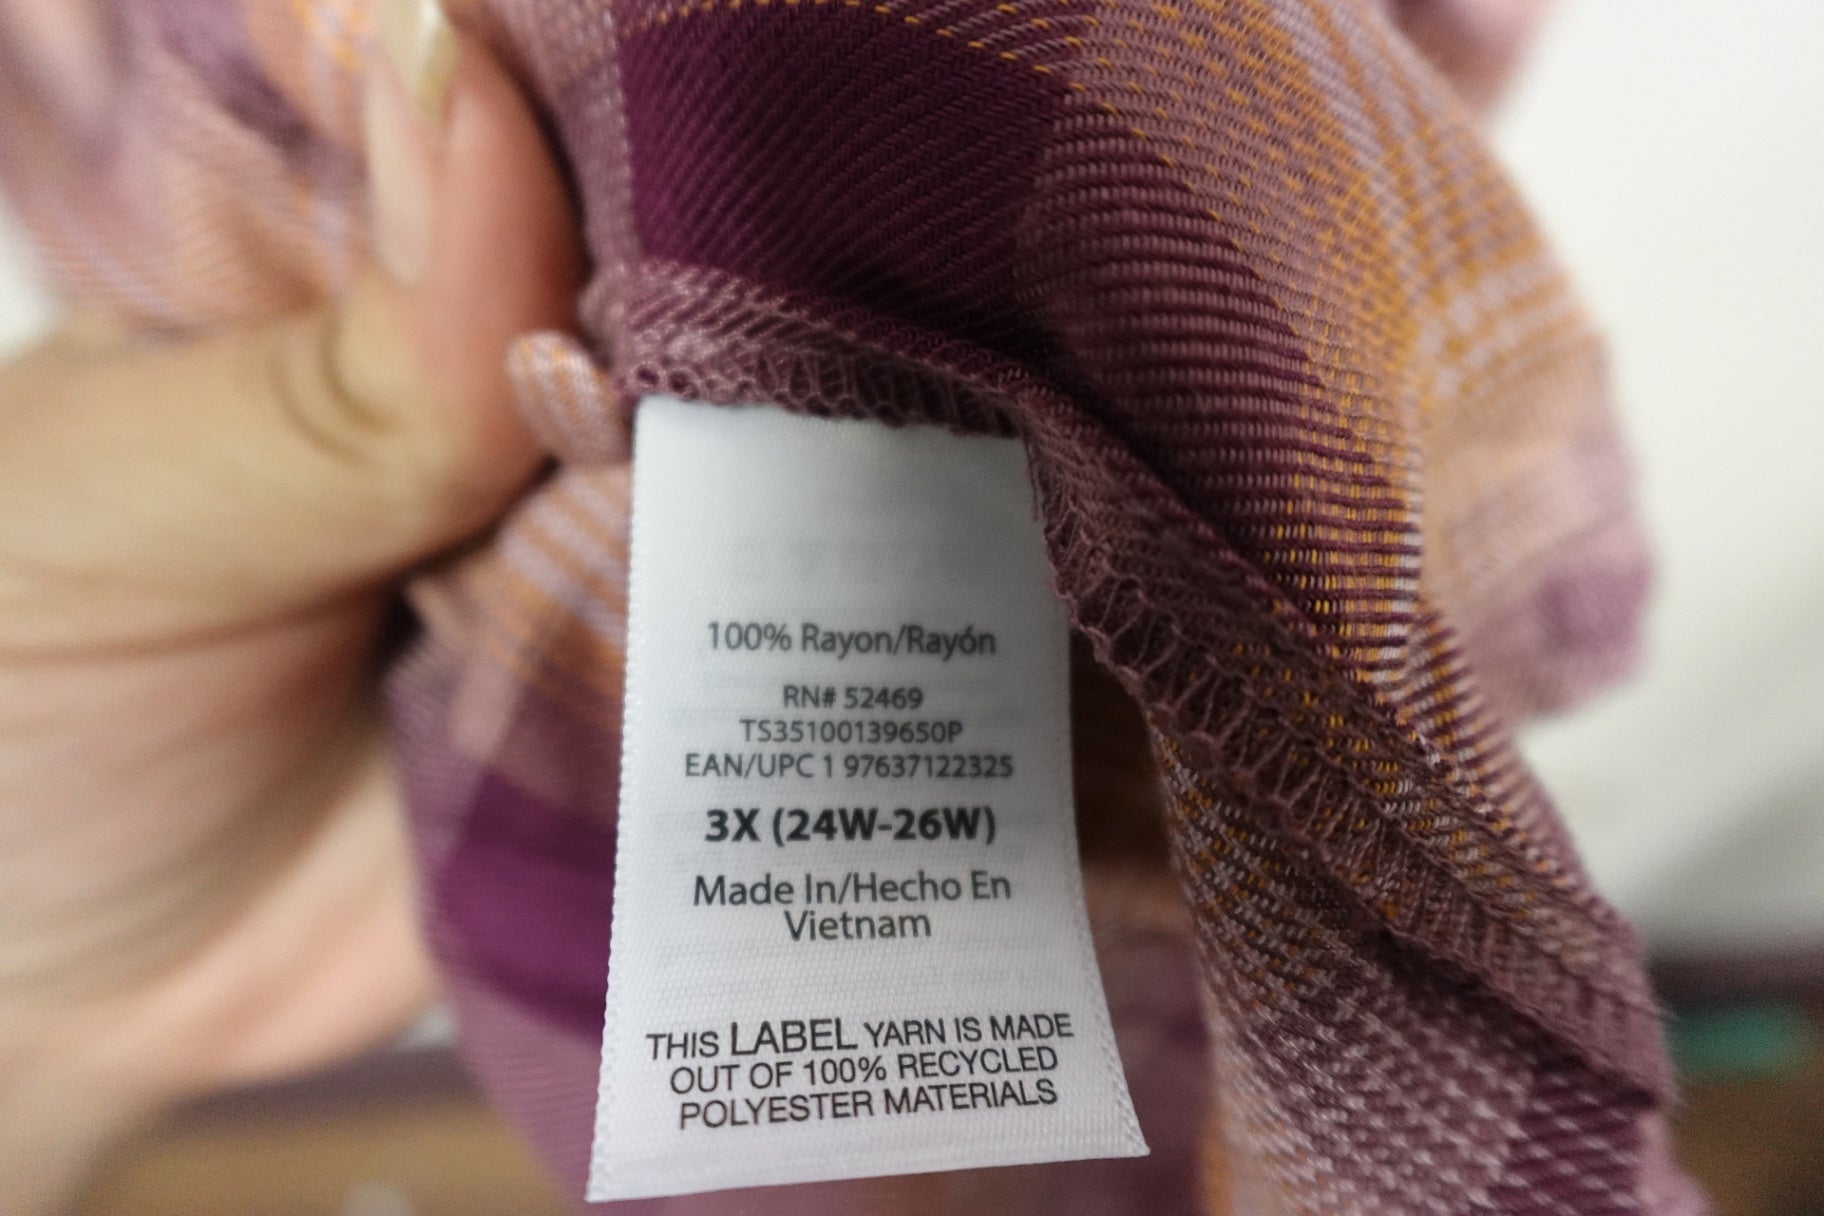 100% Rayon/Rayón
RN# 52469
TS35100139650P
EAN/UPC 1 97637122325
3X (24W-26W)
Made In/Hecho En
Vietnam
THIS LABEL YARN IS MADE
OUT OF 100% RECYCLED
POLYESTER MATERIALS